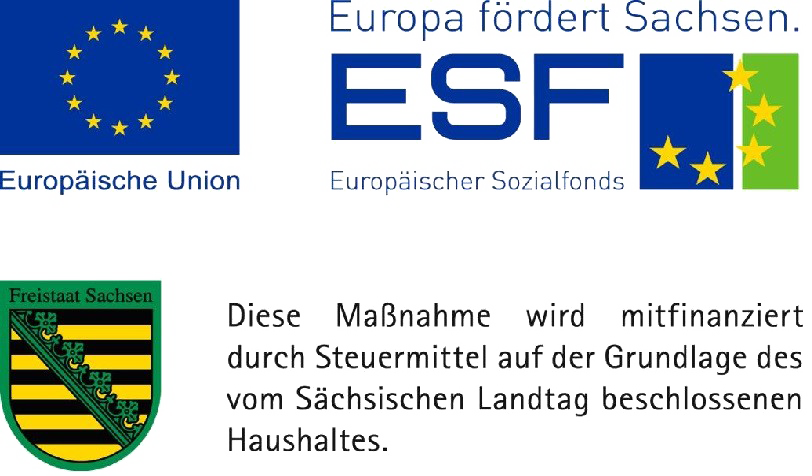 Europa fördert Sachsen.
ESF
Europäische Union
Europäischer Sozialfonds
Freistaat Sachsen
Diese Maßnahme wird mitfinanziert
durch Steuermittel auf der Grundlage des
vom Sächsischen Landtag beschlossenen
Haushaltes.